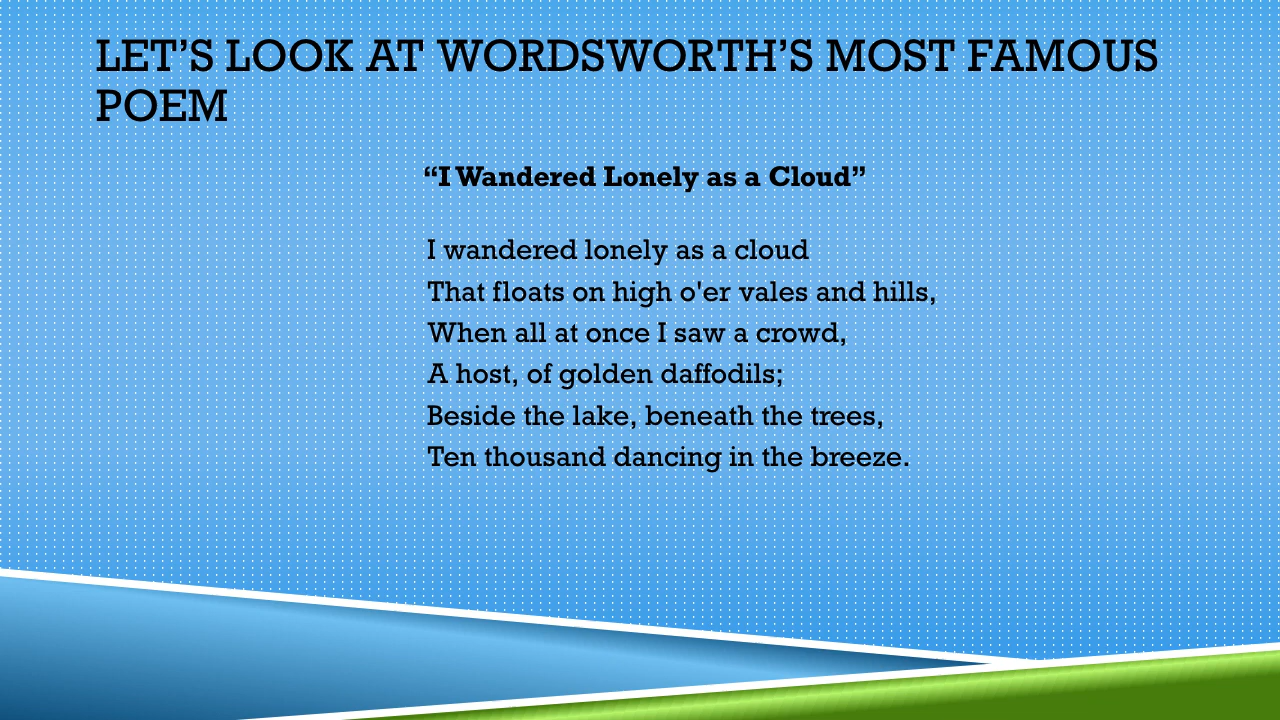 LET’S LOOK AT WORDSWORTH’S MOST FAMOUS
POEM
“I Wandered Lonely as a Cloud”
I wandered lonely as a cloud
That floats on high o'er vales and hills,
When all at once I saw a crowd,
A host, of golden daffodils;
Beside the lake, beneath the trees,
Ten thousand dancing in the breeze.